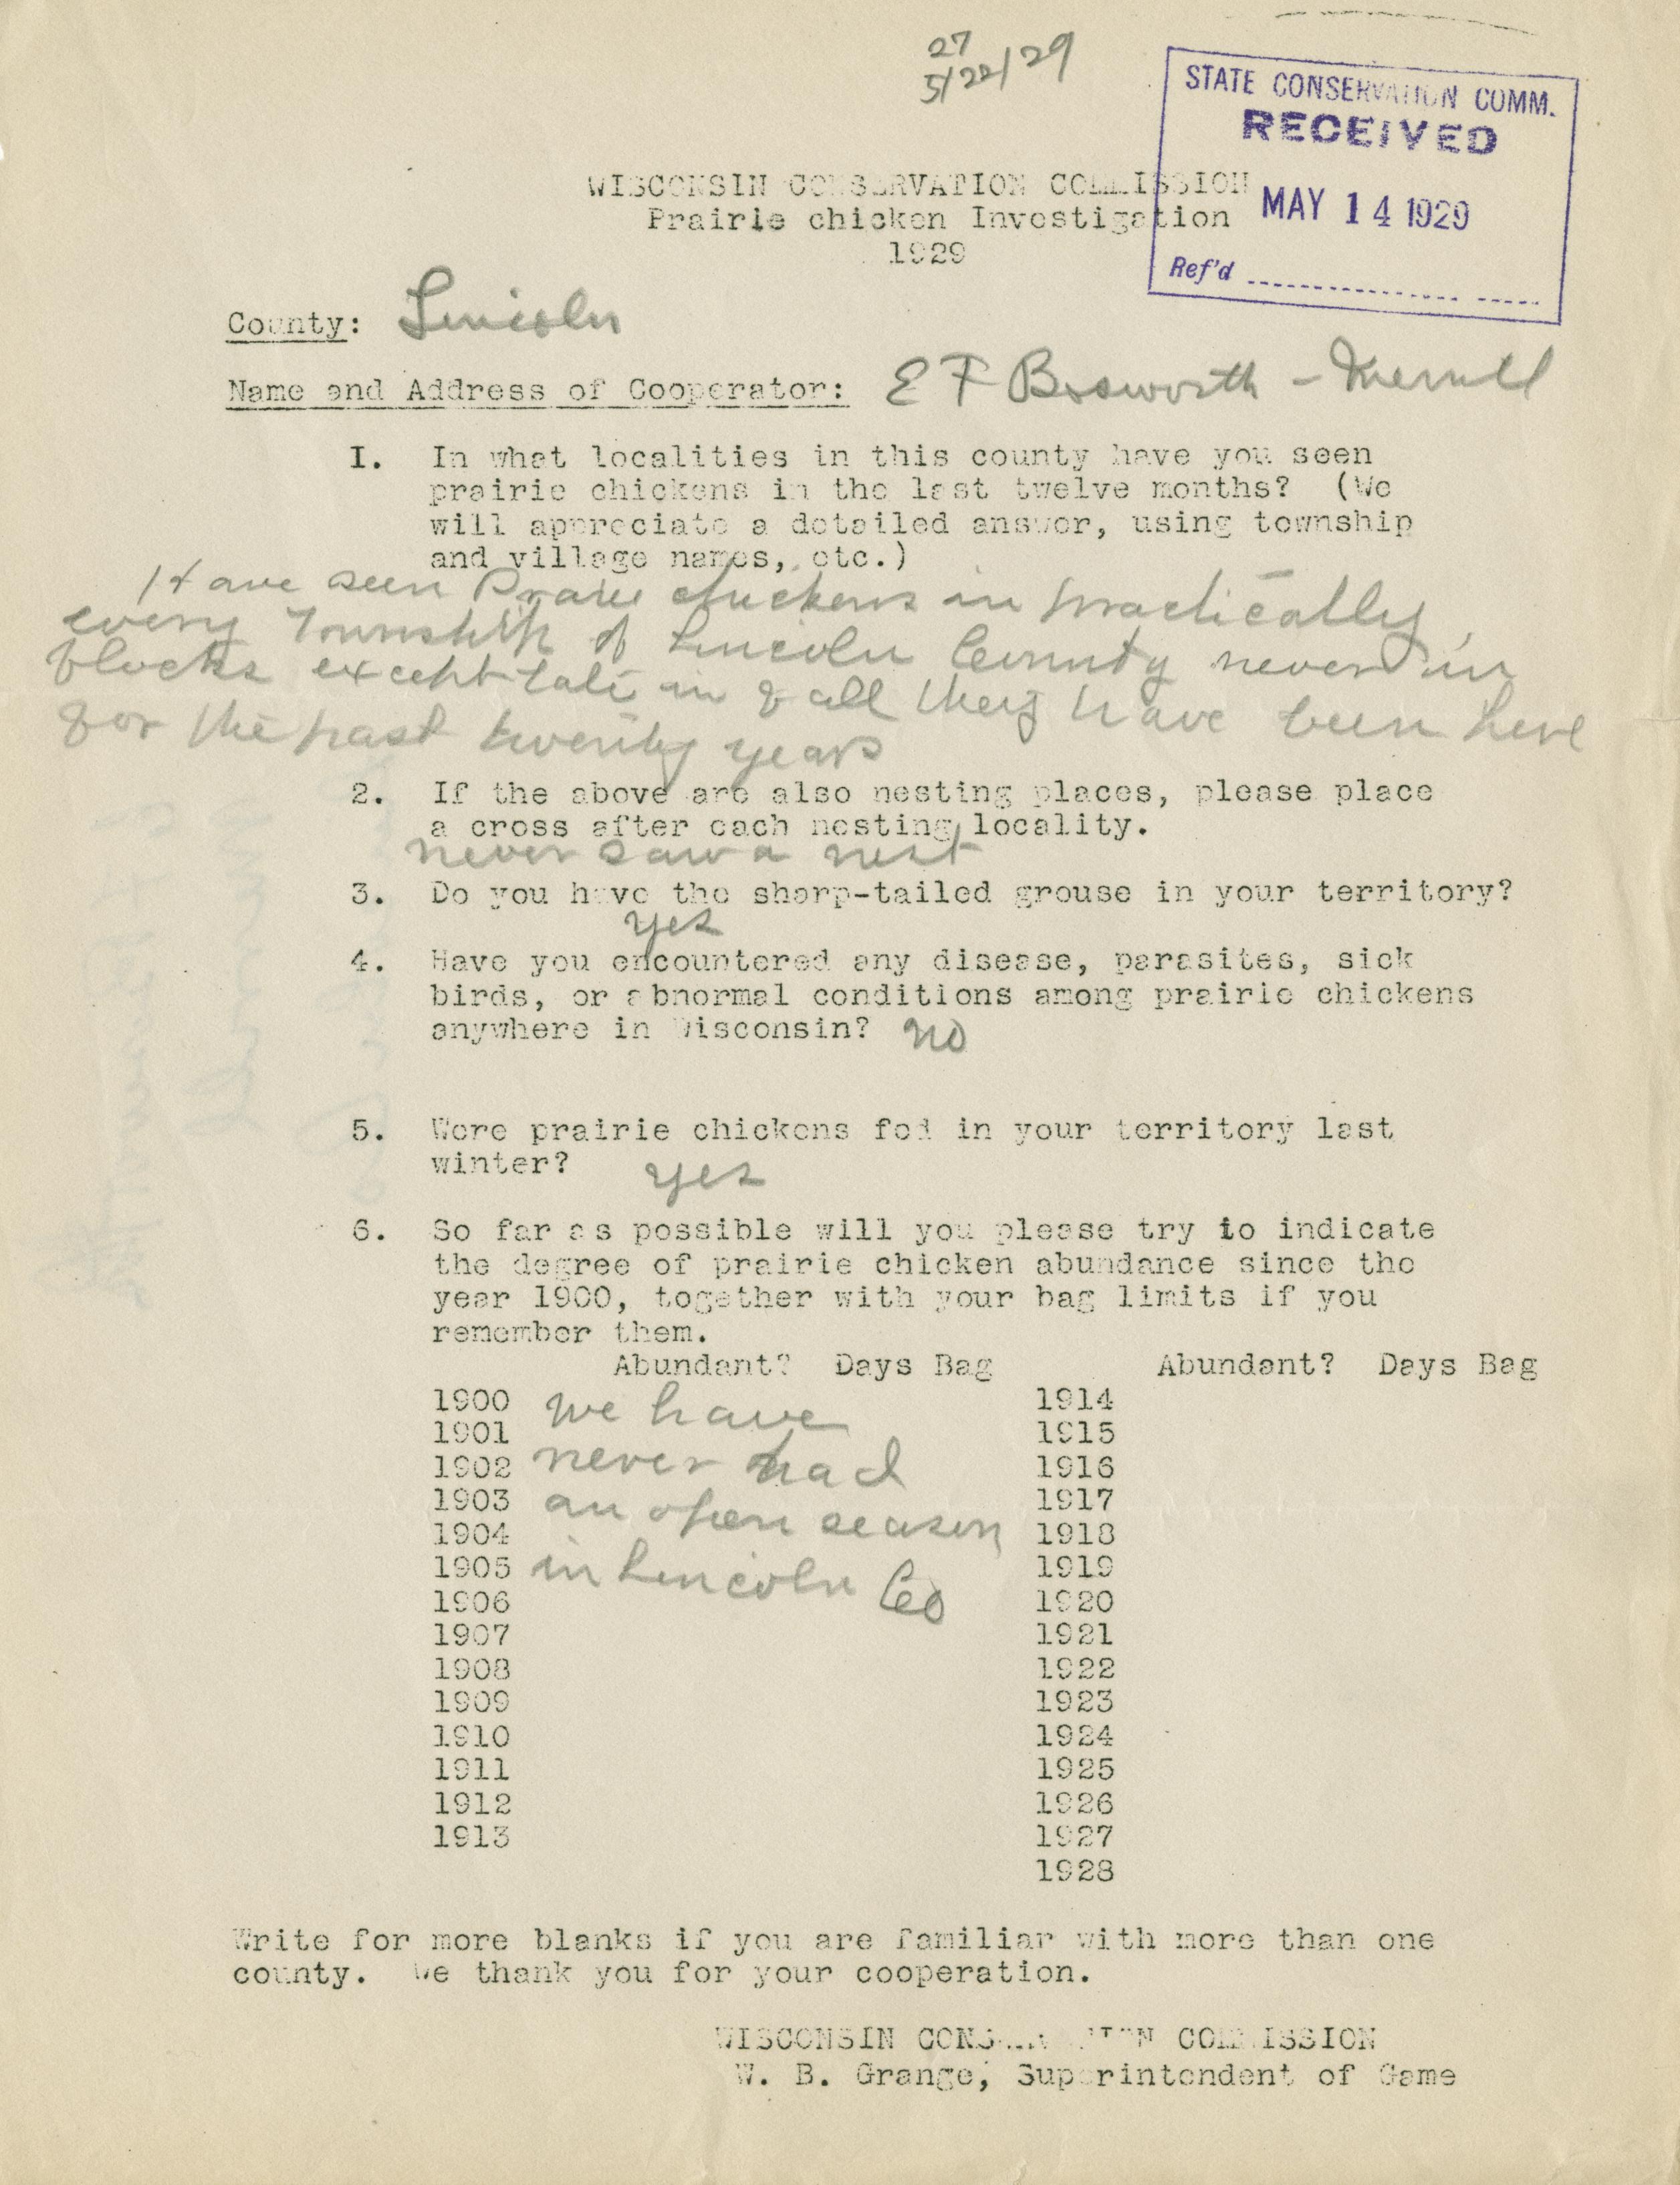 27
5/22/29
STATE CONSERVATION COMM.
RECEIVED
MAY 14 1929
Ref'd
WISCONSIN CONSERVATION COMMISSION
Prairie chicken Investigation
1929
County: Lincoln
Name and Address of Cooperator: E F Bosworth - Merrill
1. In what localities in this county have you seen
prairie chickens in the last twelve months? (We
will appreciate a detailed answer, using township
and village names, etc.)
Have seen Prarie chickens in practically
every Township of Lincoln County never in
flocks except late in fall they have been here
for the past twenty years
2. If the above are also nesting places, please place
a cross after each nesting locality.
never saw a nest
3. Do you have the sharp-tailed grouse in your territory?
yes
4. Have you encountered any disease, parasites, sick
birds, or abnormal conditions among prairie chickens
anywhere in Wisconsin? no
5. Were prairie chickens fed in your territory last
winter? yes
6. So far as possible will you please try to indicate
the degree of prairie chicken abundance since the
year 1900, together with your bag limits if you
remember them.
Abundant? Days Bag Abundant? Days Bag
1900 we have 1914
1901 1915
1902 never had 1916
1903 an open season 1917
1904 1918
1905 in Lincoln Co 1919
1906 1920
1907 1921
1908 1922
1909 1923
1910 1924
1911 1925
1912 1926
1913 1927
1928
Write for more blanks if you are familiar with more than one
county. We thank you for your cooperation.
WISCONSIN CONSERVATION COMMISSION
W. B. Grange, Superintendent of Game